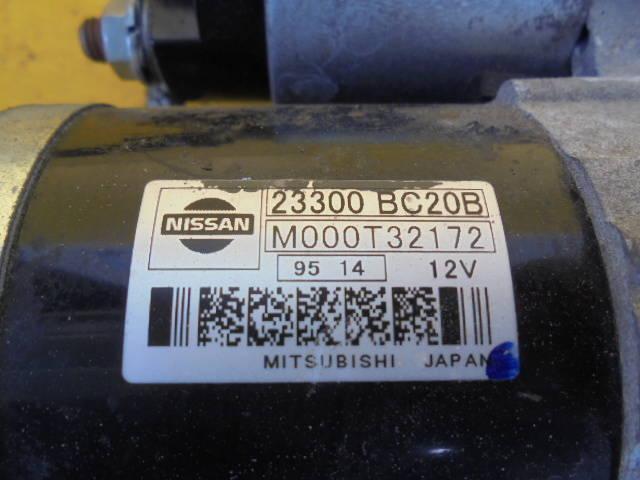 NISSAN
23300 BC20B
M000T32172
95 14 12V
MITSUBISHI JAPAN